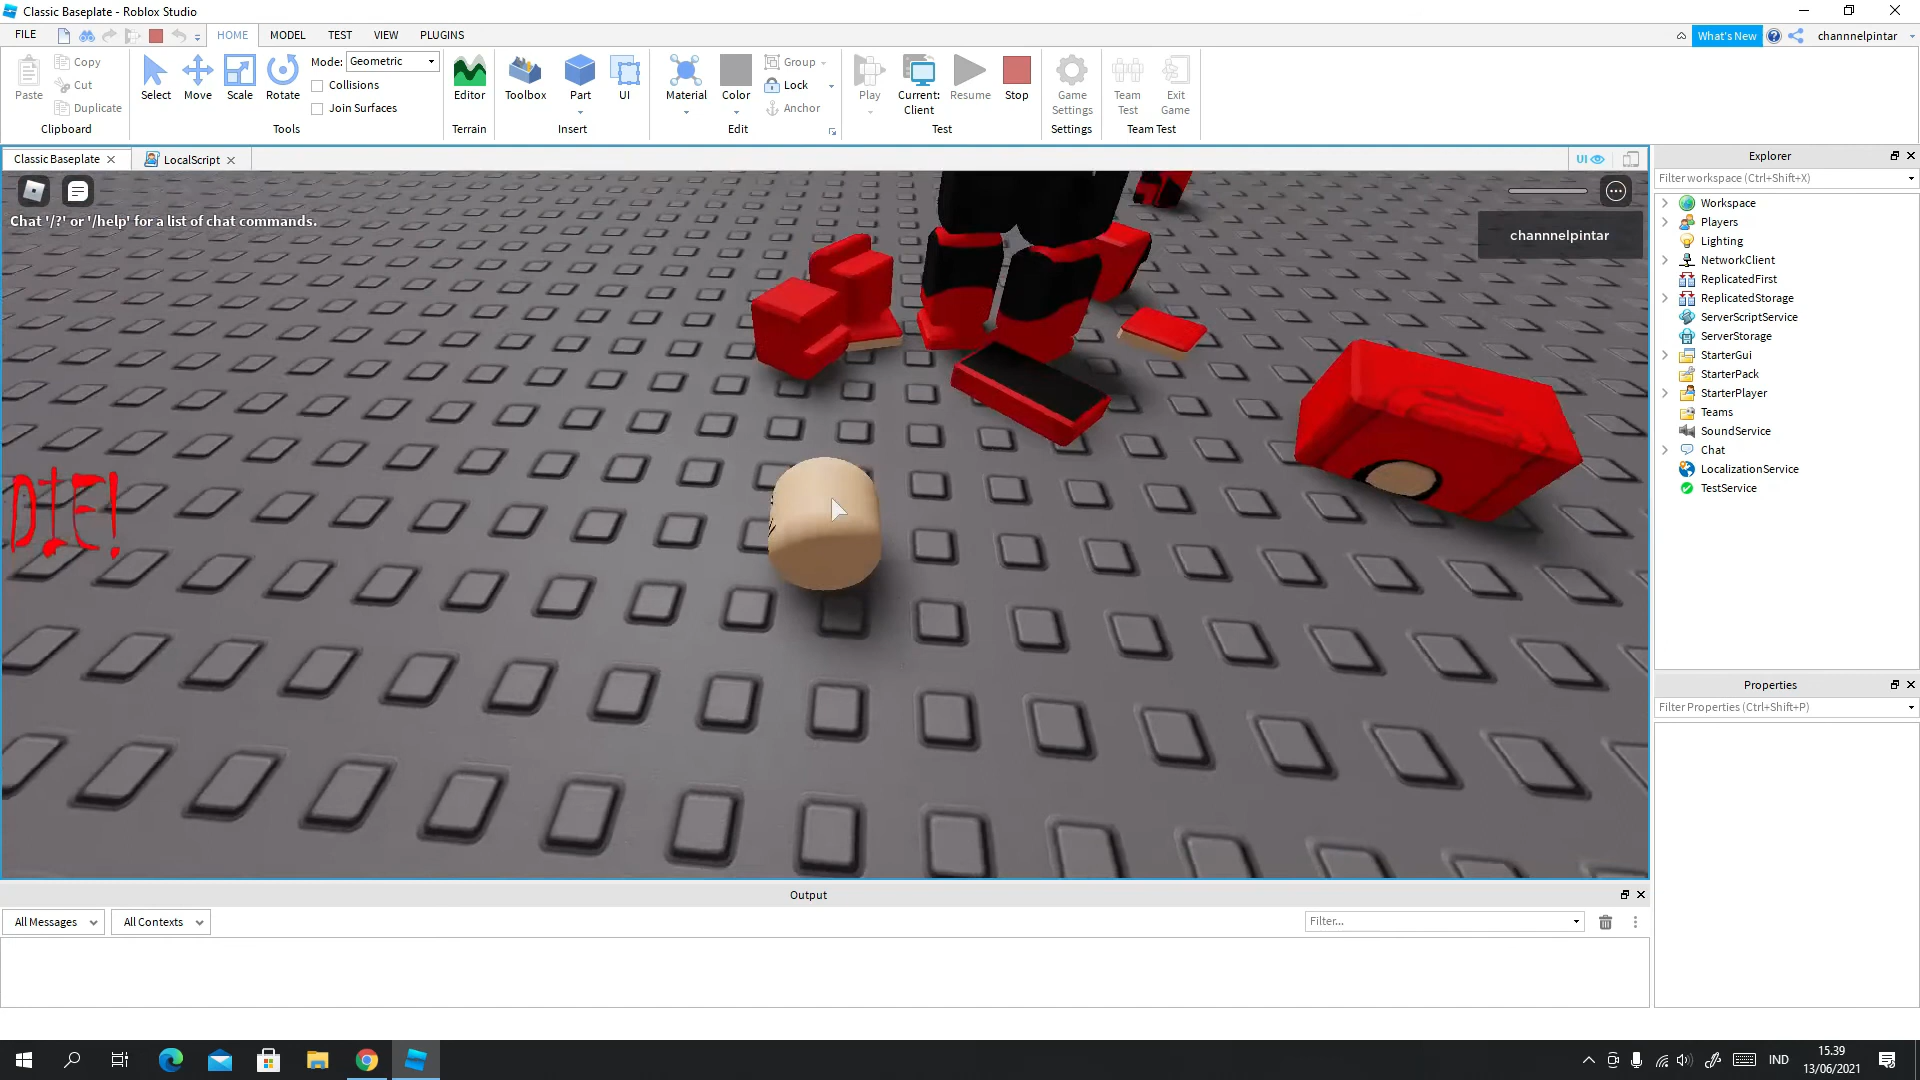 Classic Baseplate - Roblox Studio
FILE
HOME
MODEL
TEST
VIEW
PLUGINS
What's New
channnelpintar
Paste
Copy
Cut
Duplicate
Clipboard
Select
Move
Scale
Rotate
Mode: Geometric
Collisions
Join Surfaces
Tools
Editor
Terrain
Toolbox
Part
UI
Insert
Material
Color
Group
Lock
Anchor
Edit
Play
Current:
Client
Resume
Stop
Test
Game
Settings
Settings
Team
Test
Exit
Game
Team Test
Classic Baseplate
LocalScript
UI
Chat '/?' or '/help' for a list of chat commands.
channnelpintar
DIE!
Explorer
Filter workspace (Ctrl+Shift+X)
Workspace
Players
Lighting
NetworkClient
ReplicatedFirst
ReplicatedStorage
ServerScriptService
ServerStorage
StarterGui
StarterPack
StarterPlayer
Teams
SoundService
Chat
LocalizationService
TestService
Properties
Filter Properties (Ctrl+Shift+P)
Output
All Messages
All Contexts
Filter...
IND
15.39
13/06/2021